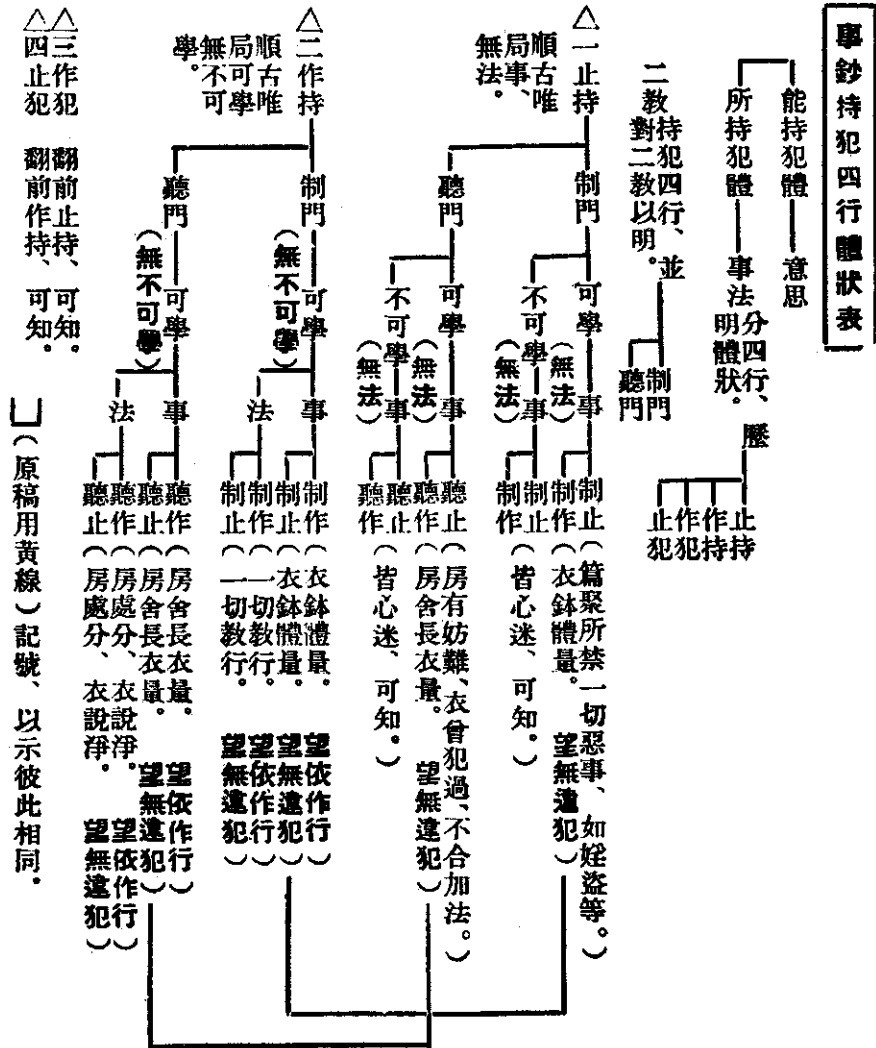 事鈔持犯四行體狀表
能持犯體
意思
所持犯體
事法
分四行、歷
明體狀。
止持
作持
作犯
止犯
二教持犯四行、並
對二教以明。
制門
聽門
△一止持
順古唯
局事、
無法。
制門
可學
(無法)
事
制止(篇聚所禁一切惡事、如婬盜等。)
制作(衣鉢體量。 望無違犯)
不可學
(無法)
事
制止
制作
(皆心迷、可知。)
聽門
可學
(無法)
事
聽止(房有妨難、衣曾犯過、不合加法。)
聽作(房舍長衣量。 望無違犯)
不可學
(無法)
事
聽止
聽作
(皆心迷、可知。)
△二作持
順古唯
局可學
無不可
學。
制門
(無不可學)
可學
事
制作(衣鉢體量。 望依作行)
制止(衣鉢體量。 望無違犯)
法
制作(一切教行。 望依作行)
制止(一切教行。 望無違犯)
聽門
(無不可學)
可學
事
聽作(房舍長衣量。 望依作行)
聽止(房舍長衣量。 望無違犯)
法
聽作(房處分、衣說淨。 望依作行)
聽止(房處分、衣說淨。 望無違犯)
△三作犯 翻前止持、可知。
△四止犯 翻前作持、可知。
(原稿用黃線)記號、以示彼此相同。